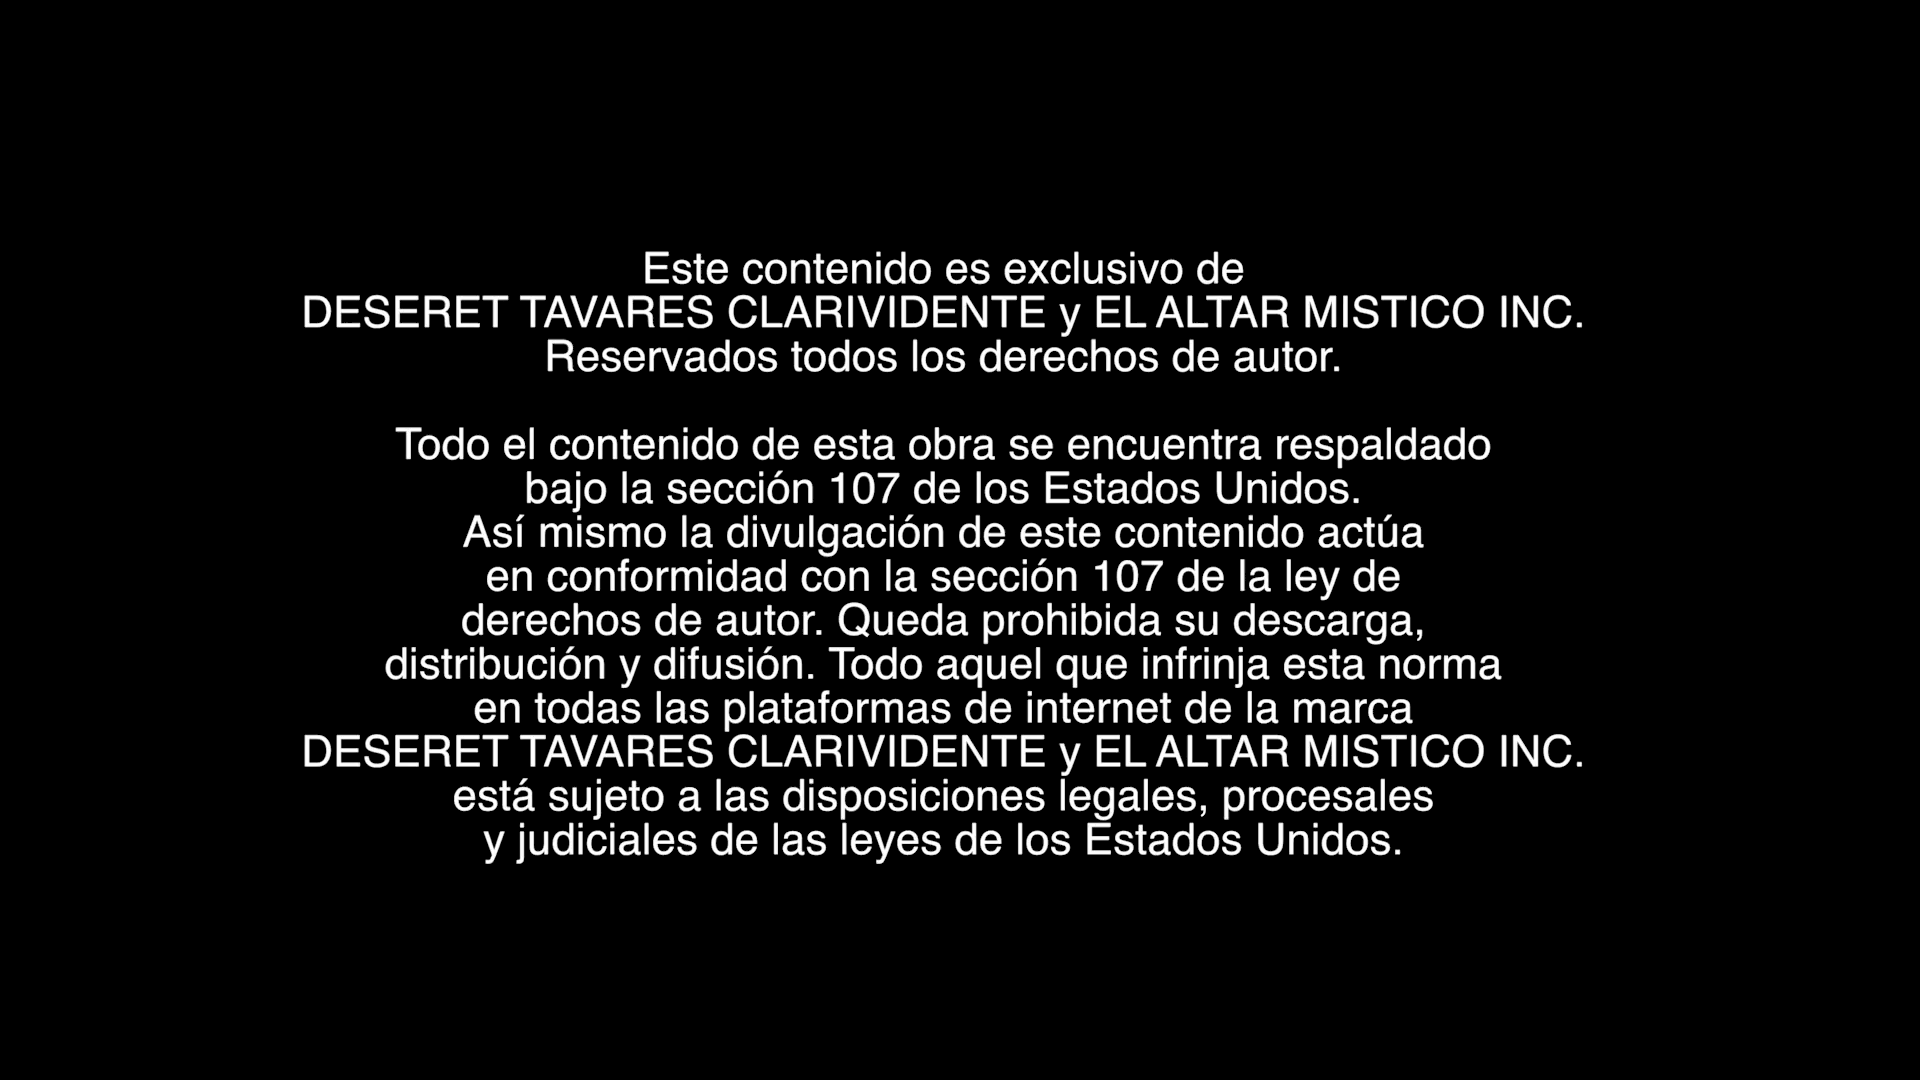 Este contenido es exclusivo de
DESERET TAVARES CLARIVIDENTE y EL ALTAR MISTICO INC.
Reservados todos los derechos de autor.
Todo el contenido de esta obra se encuentra respaldado
bajo la sección 107 de los Estados Unidos.
Así mismo la divulgación de este contenido actúa
en conformidad con la sección 107 de la ley de
derechos de autor. Queda prohibida su descarga,
distribución y difusión. Todo aquel que infrinja esta norma
en todas las plataformas de internet de la marca
DESERET TAVARES CLARIVIDENTE y EL ALTAR MISTICO INC.
está sujeto a las disposiciones legales, procesales
y judiciales de las leyes de los Estados Unidos.